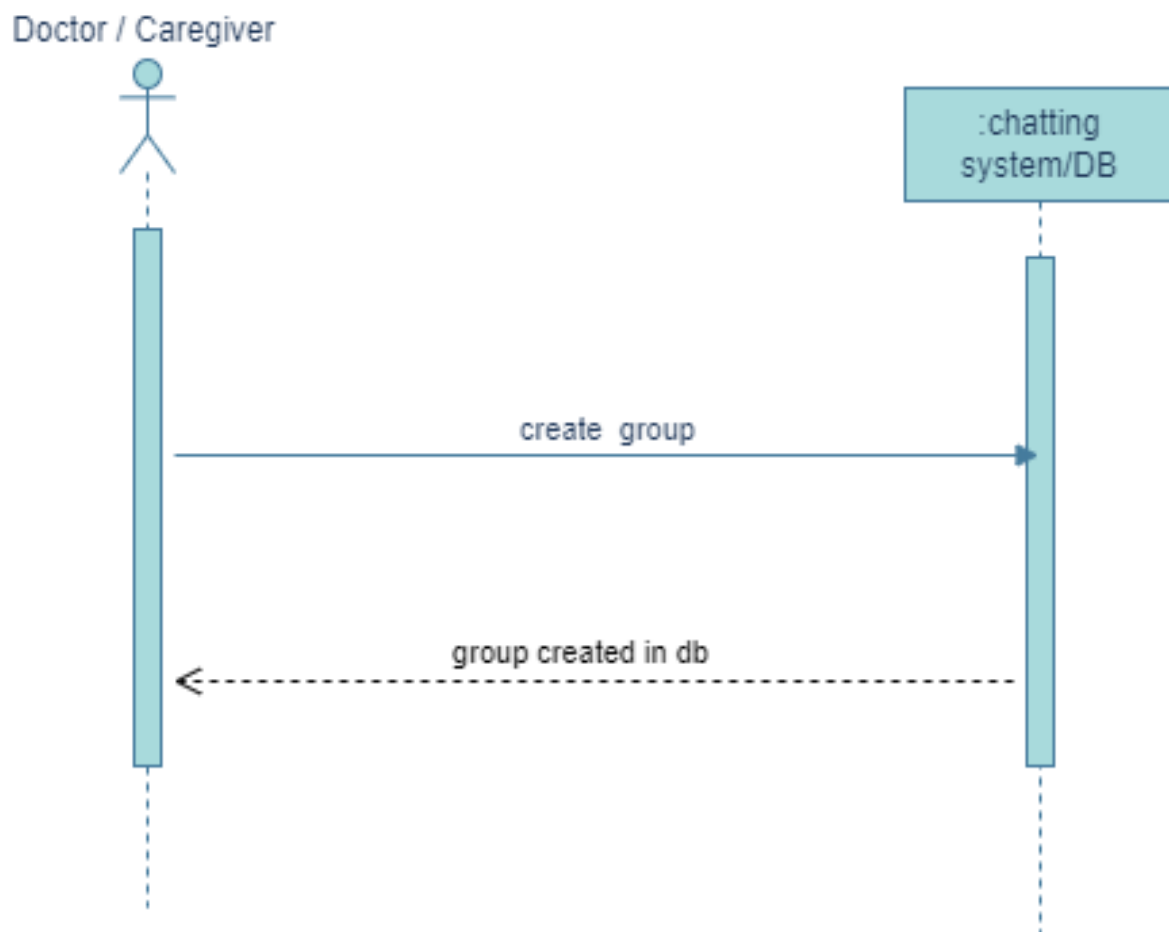 Doctor / Caregiver
:chatting
system/DB
create group
group created in db